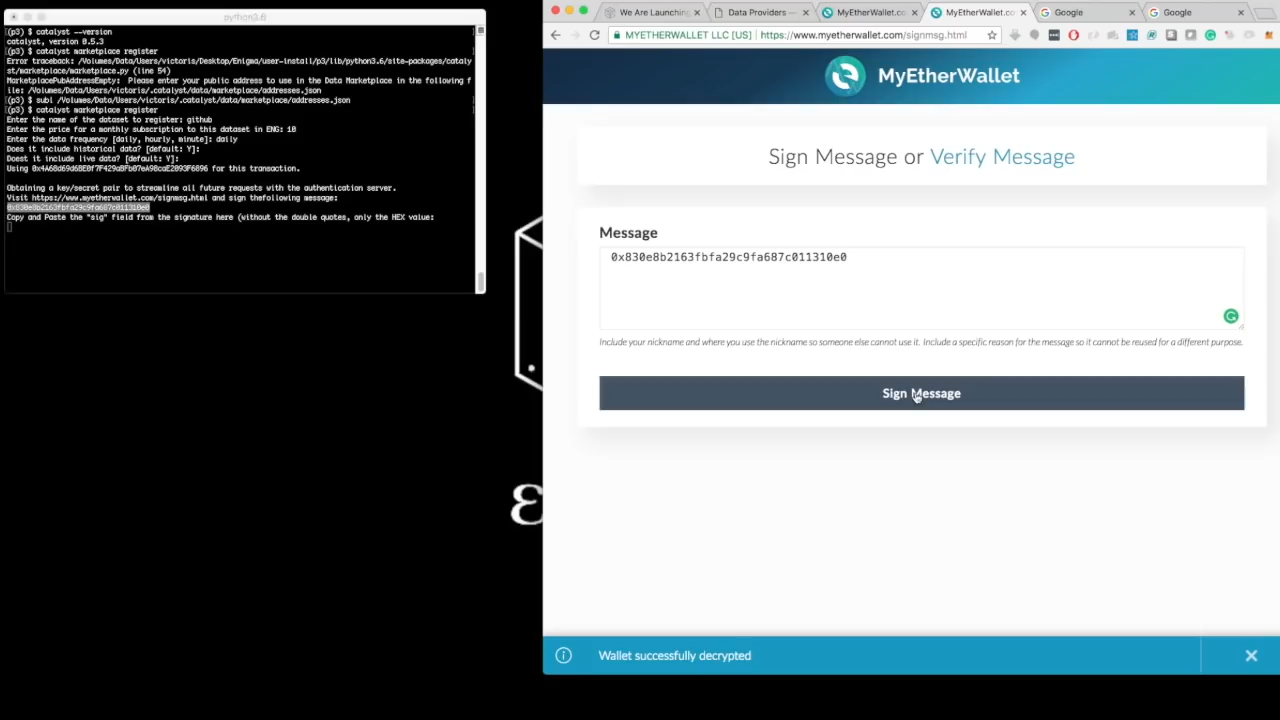 python3.6
(p3) $ catalyst --version
catalyst, version 0.5.3
(p3) $ catalyst marketplace register
Error traceback: /Volumes/Data/Users/victoris/Desktop/Enigma/user-install/p3/lib/python3.6/site-packages/cataly
st/marketplace/marketplace.py (line 54)
MarketplacePubAddressEmpty:  Please enter your public address to use in the Data Marketplace in the following f
ile: /Volumes/Data/Users/victoris/.catalyst/data/marketplace/addresses.json
(p3) $ subl /Volumes/Data/Users/victoris/.catalyst/data/marketplace/addresses.json
(p3) $ catalyst marketplace register
Enter the name of the dataset to register: github
Enter the price for a monthly subscription to this dataset in ENG: 10
Enter the data frequency [daily, hourly, minute]: daily
Does it include historical data? [default: Y]:
Doest it include live data? [default: Y]:
for this transaction.
Obtaining a key/secret pair to streamline all future requests with the authentication server.
Visit https://www.myetherwallet.com/signmsg.html and sign thefollowing message:
0x830e8b2163fbfa29c9fa687c011310e0
Copy and Paste the "sig" field from the signature here (without the double quotes, only the HEX value:
We Are Launching
Data Providers —
MyEtherWallet.co
MyEtherWallet.co
Google
Google
MYETHERWALLET LLC [US] https://www.myetherwallet.com/signmsg.html
MyEtherWallet
Sign Message or Verify Message
Message
0x830e8b2163fbfa29c9fa687c011310e0
Include your nickname and where you use the nickname so someone else cannot use it. Include a specific reason for the message so it cannot be reused for a different purpose.
Sign Message
Wallet successfully decrypted